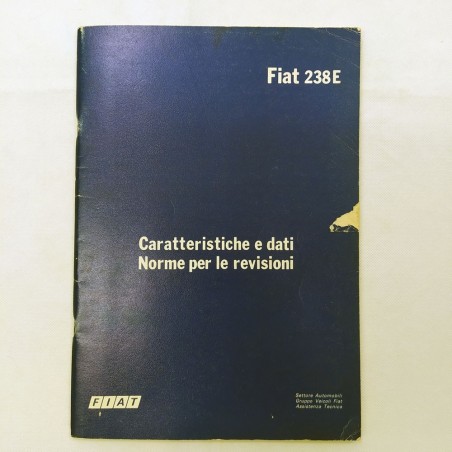 Fiat 238E
Caratteristiche e dati
Norme per le revisioni
FIAT
Settore Automobili
Gruppo Veicoli Fiat
Assistenza Tecnica